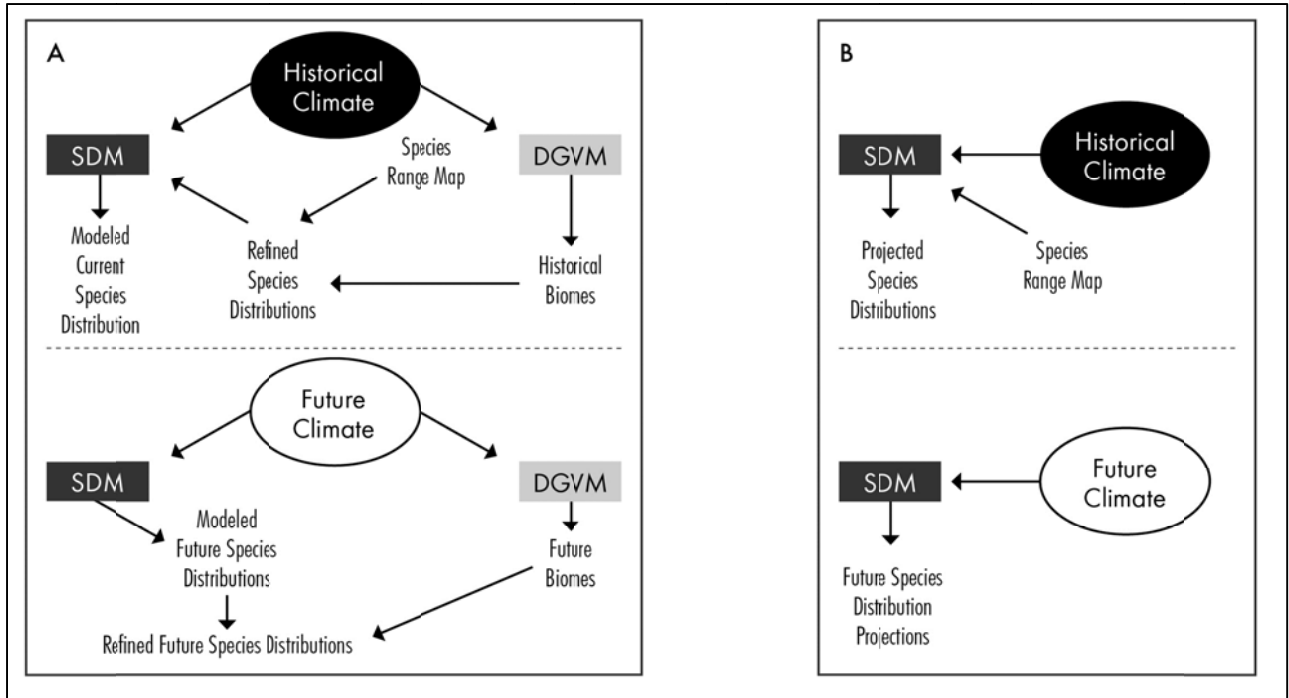 A
Historical
Climate
SDM
Species
Range Map
DGVM
Modeled
Current
Species
Distribution
Refined
Species
Distributions
Historical
Biomes
Future
Climate
SDM
DGVM
Modeled
Future Species
Distributions
Future
Biomes
Refined Future Species Distributions
B
Historical
Climate
SDM
Projected
Species
Distributions
Species
Range Map
Future
Climate
SDM
Future Species
Distribution
Projections